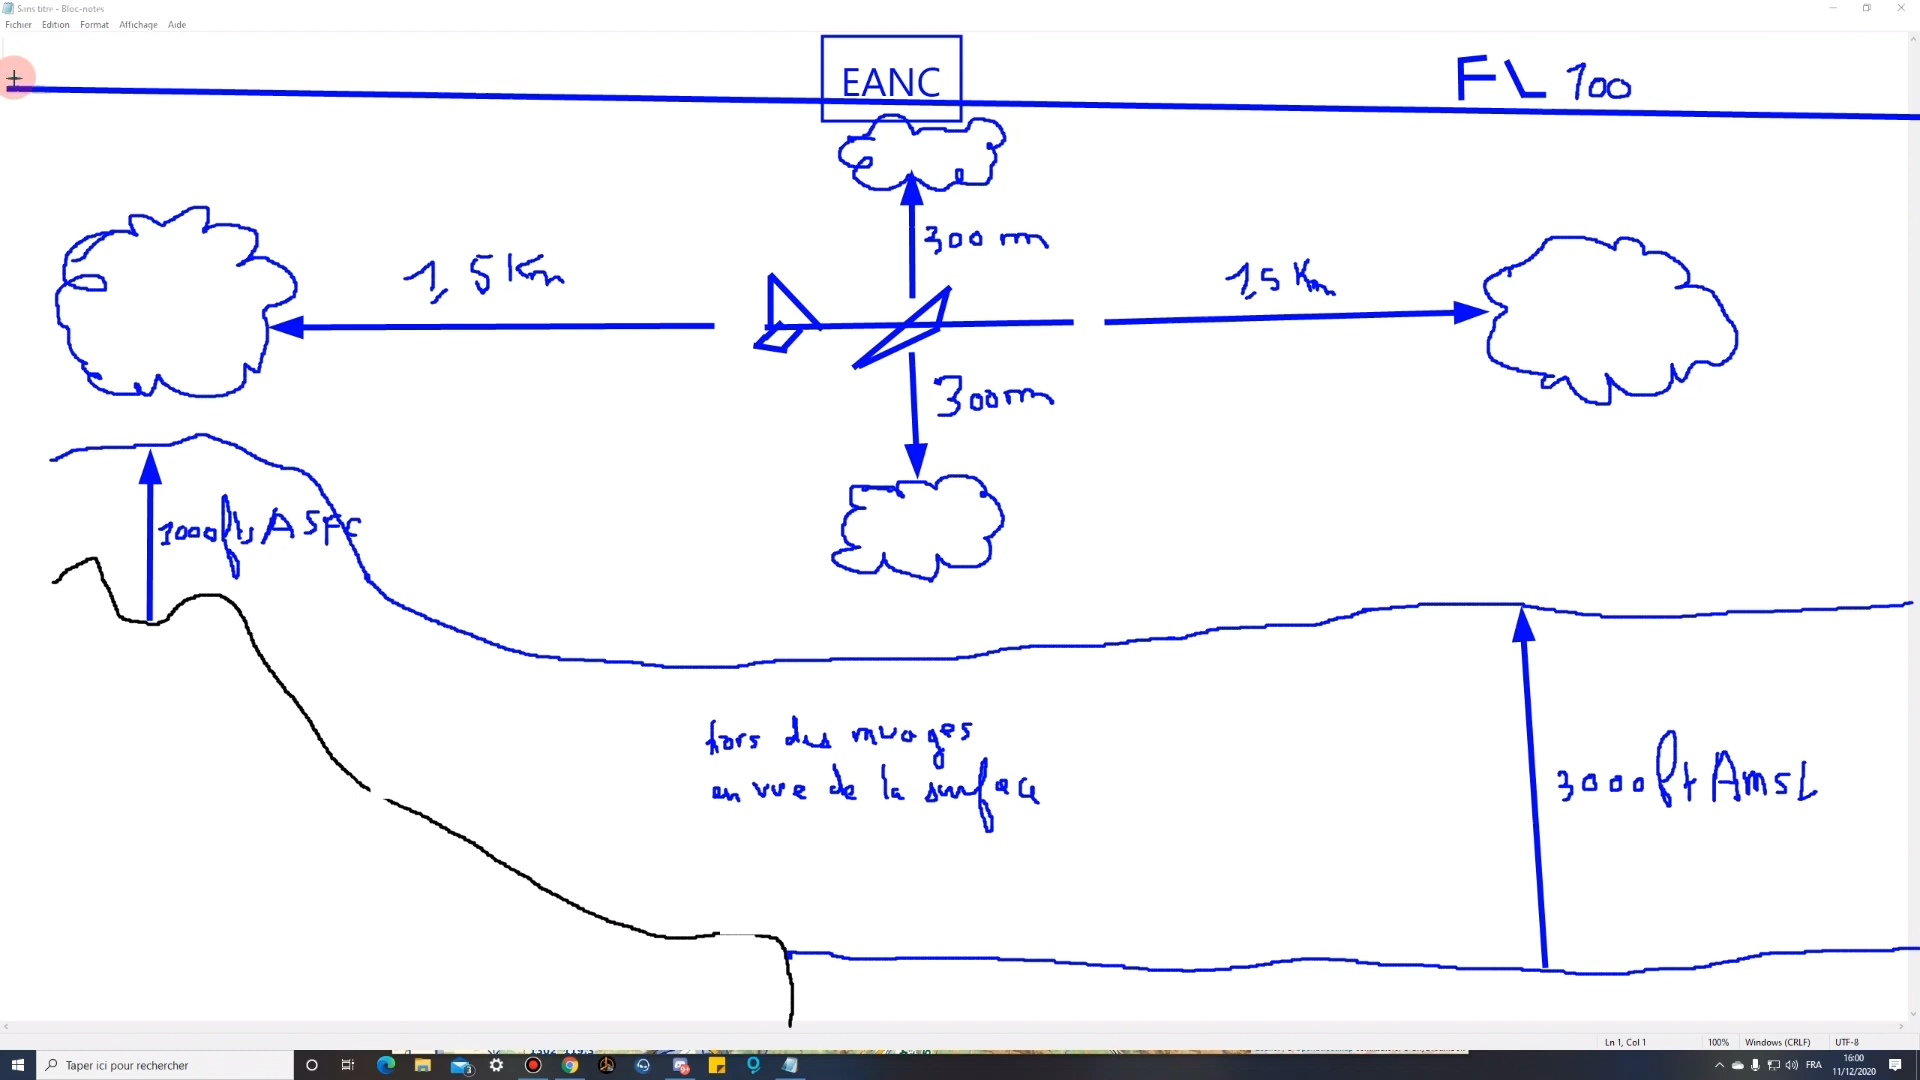 Sans titre - Bloc-notes
Fichier Edition Format Affichage Aide
EANC
FL 100
300 m
1,5 Km
1,5 Km
300m
1000fts ASFC
hors des nuages
en vue de la surface
3000ft AmSL
Ln 1, Col 1 100% Windows (CRLF) UTF-8
Taper ici pour rechercher
FRA
16:00
11/12/2020